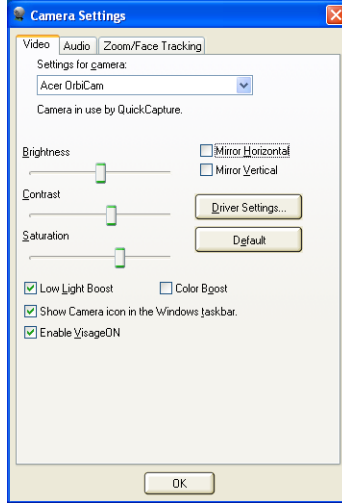 Camera Settings
Video Audio Zoom/Face Tracking
Settings for camera:
Acer OrbiCam
Camera in use by QuickCapture.
Brightness
Mirror Horizontal
Mirror Vertical
Contrast
Driver Settings...
Saturation
Default
Low Light Boost Color Boost
Show Camera icon in the Windows taskbar.
Enable VisageON
OK